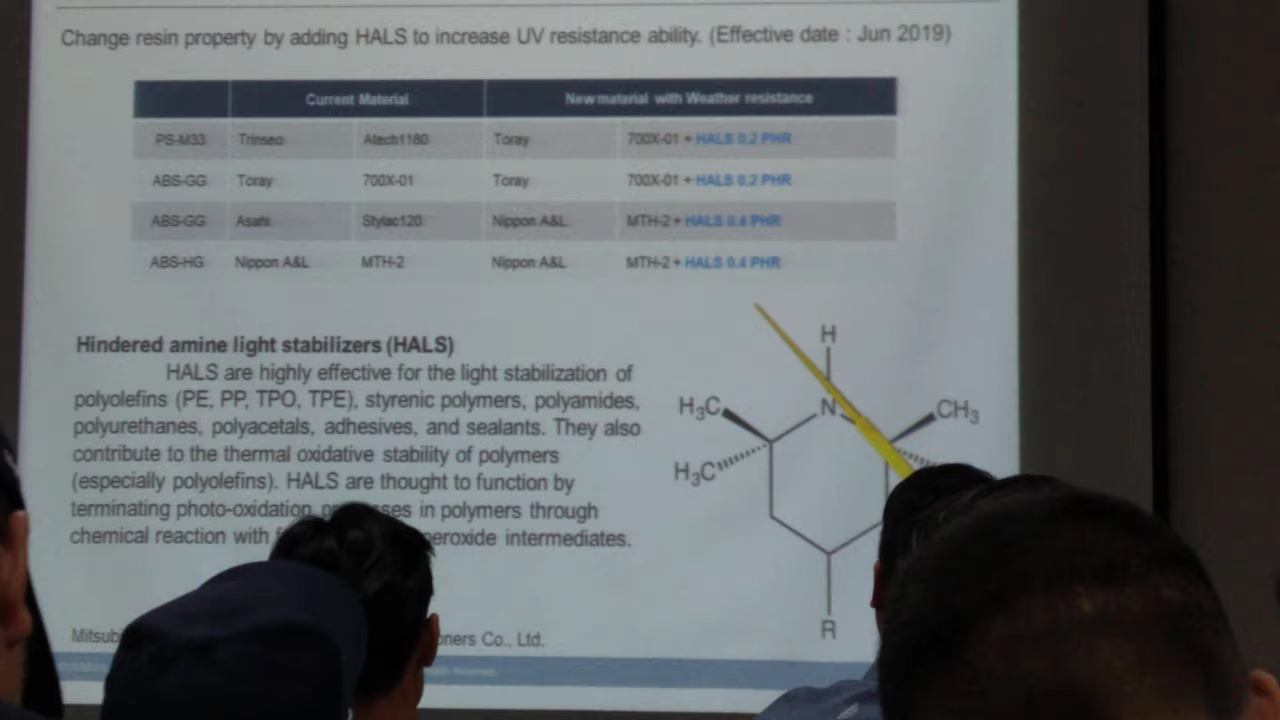 Change resin property by adding HALS to increase UV resistance ability. (Effective date : Jun 2019)
Current Material New material with Weather resistance
PS-M33 Trinseo Atech1180 Toray 700X-01 + HALS 0.2 PHR
ABS-GG Toray 700X-01 Toray 700X-01 + HALS 0.2 PHR
ABS-GG Asahi Stylac120 Nippon A&L MTH-2 + HALS 0.4 PHR
ABS-HG Nippon A&L MTH-2 Nippon A&L MTH-2 + HALS 0.4 PHR
Hindered amine light stabilizers (HALS)
HALS are highly effective for the light stabilization of
polyolefins (PE, PP, TPO, TPE), styrenic polymers, polyamides,
polyurethanes, polyacetals, adhesives, and sealants. They also
contribute to the thermal oxidative stability of polymers
(especially polyolefins). HALS are thought to function by
terminating photo-oxidation in polymers through
chemical reaction with eroxide intermediates.
H
N
H₃C CH₃
H₃C
R
Mitsub oners Co., Ltd.